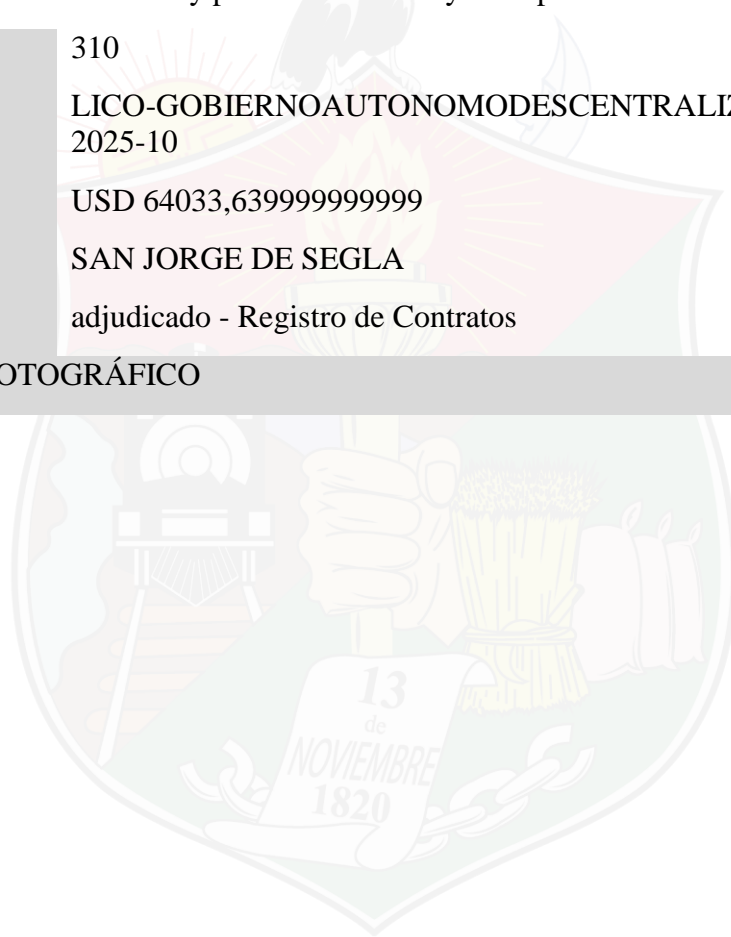 310
LICO-GOBIERNOAUTONOMODESCENTRALIZ
2025-10
USD 64033,639999999999
SAN JORGE DE SEGLA
adjudicado - Registro de Contratos
OTOGRÁFICO
13
de
NOVIEMBRE
1820